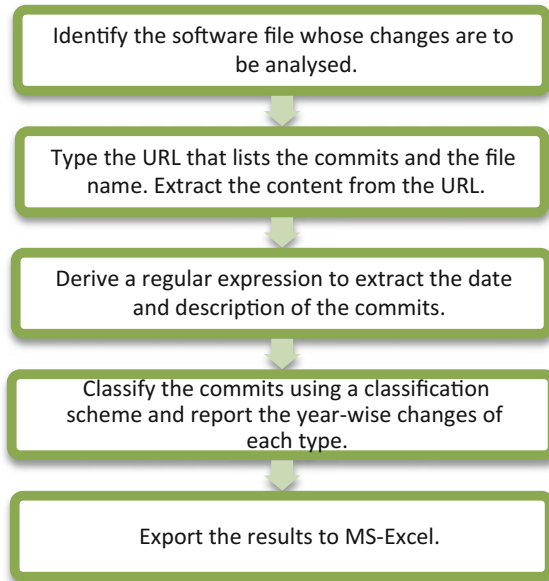 Identify the software file whose changes are to
be analysed.
Type the URL that lists the commits and the file
name. Extract the content from the URL.
Derive a regular expression to extract the date
and description of the commits.
Classify the commits using a classification
scheme and report the year-wise changes of
each type.
Export the results to MS-Excel.